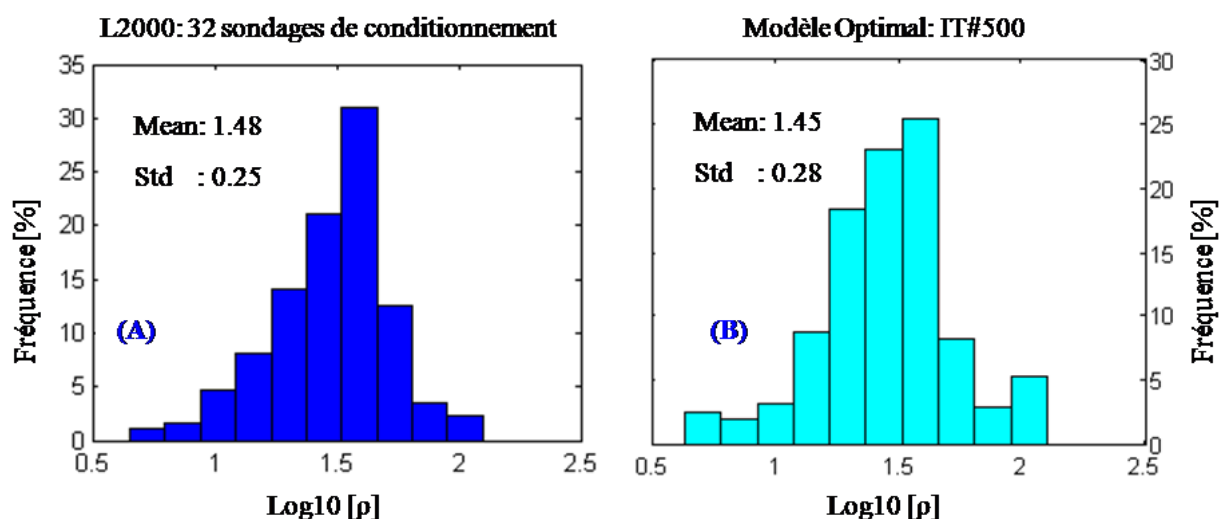 L2000: 32 sondages de conditionnement
35
30
25
20
15
10
5
0
Fréquence [%]
Mean: 1.48
Std : 0.25
(A)
0.5 1 1.5 2 2.5
Log10 [ρ]
Modèle Optimal: IT#500
Mean: 1.45
Std : 0.28
(B)
30
25
20
15
10
5
0
Fréquence [%]
0.5 1 1.5 2 2.5
Log10 [ρ]